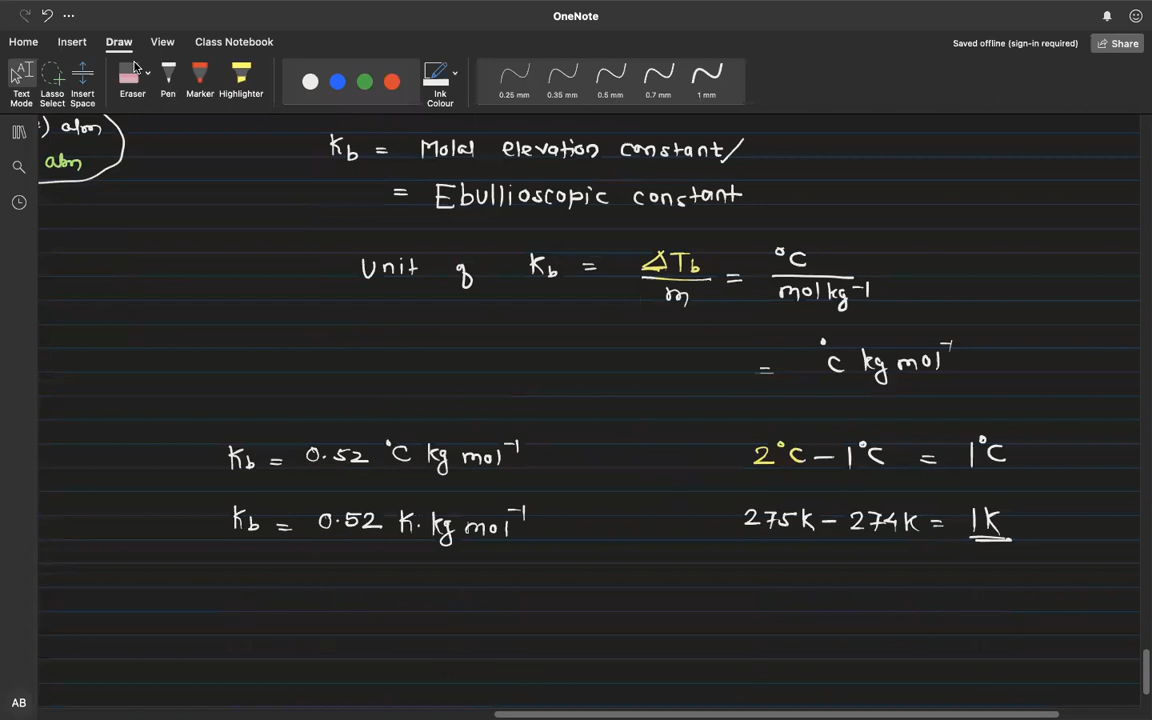 OneNote
Home Insert Draw View Class Notebook
Saved offline (sign-in required) Share
Text Mode Lasso Select Insert Space Eraser Pen Marker Highlighter Ink Colour 0.25 mm 0.35 mm 0.5 mm 0.7 mm 1 mm
) atm
atm
Kb = Molal elevation constant/
= Ebullioscopic constant
Unit of Kb = ΔTb/m = °C/mol kg⁻¹
= °C kg mol⁻¹
Kb = 0.52 °C kg mol⁻¹
2°C - 1°C = 1°C
Kb = 0.52 K. kg mol⁻¹
275K - 274K = 1K
AB